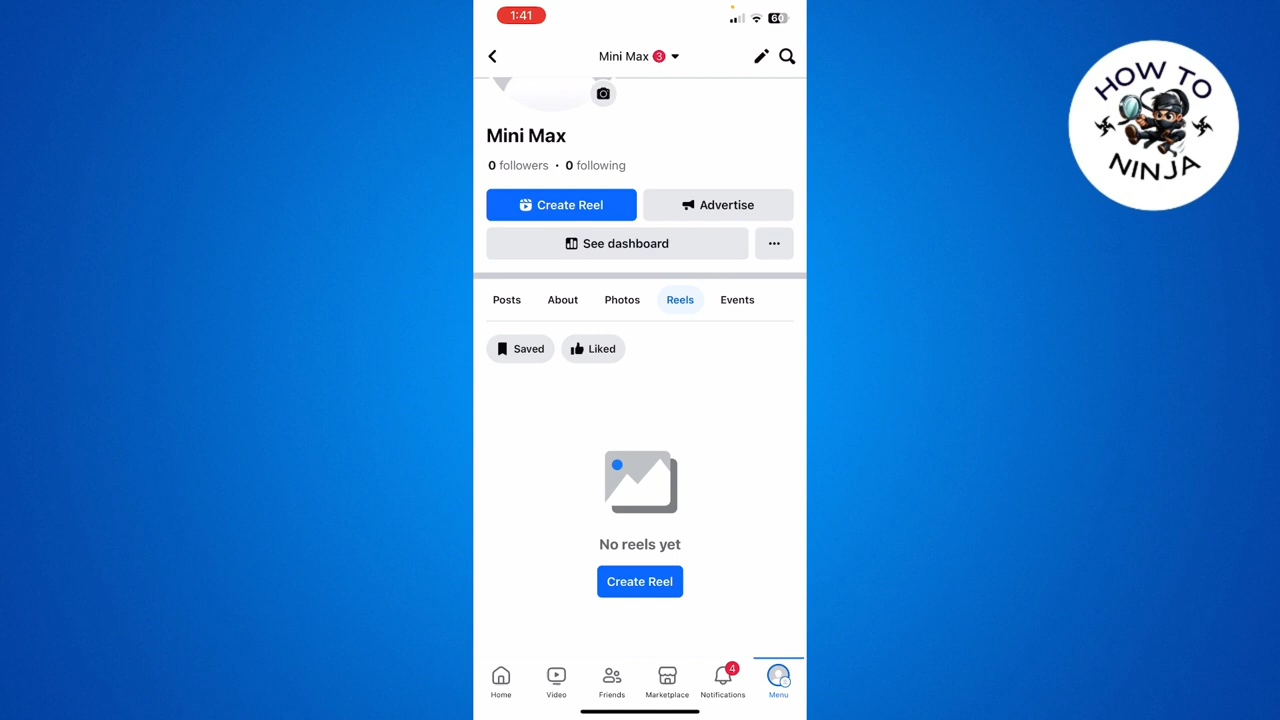 1:41
60
Mini Max 3
Mini Max
0 followers • 0 following
Create Reel
Advertise
See dashboard
Posts
About
Photos
Reels
Events
Saved
Liked
No reels yet
Create Reel
4
Home
Video
Friends
Marketplace
Notifications
Menu
HOW TO
NINJA